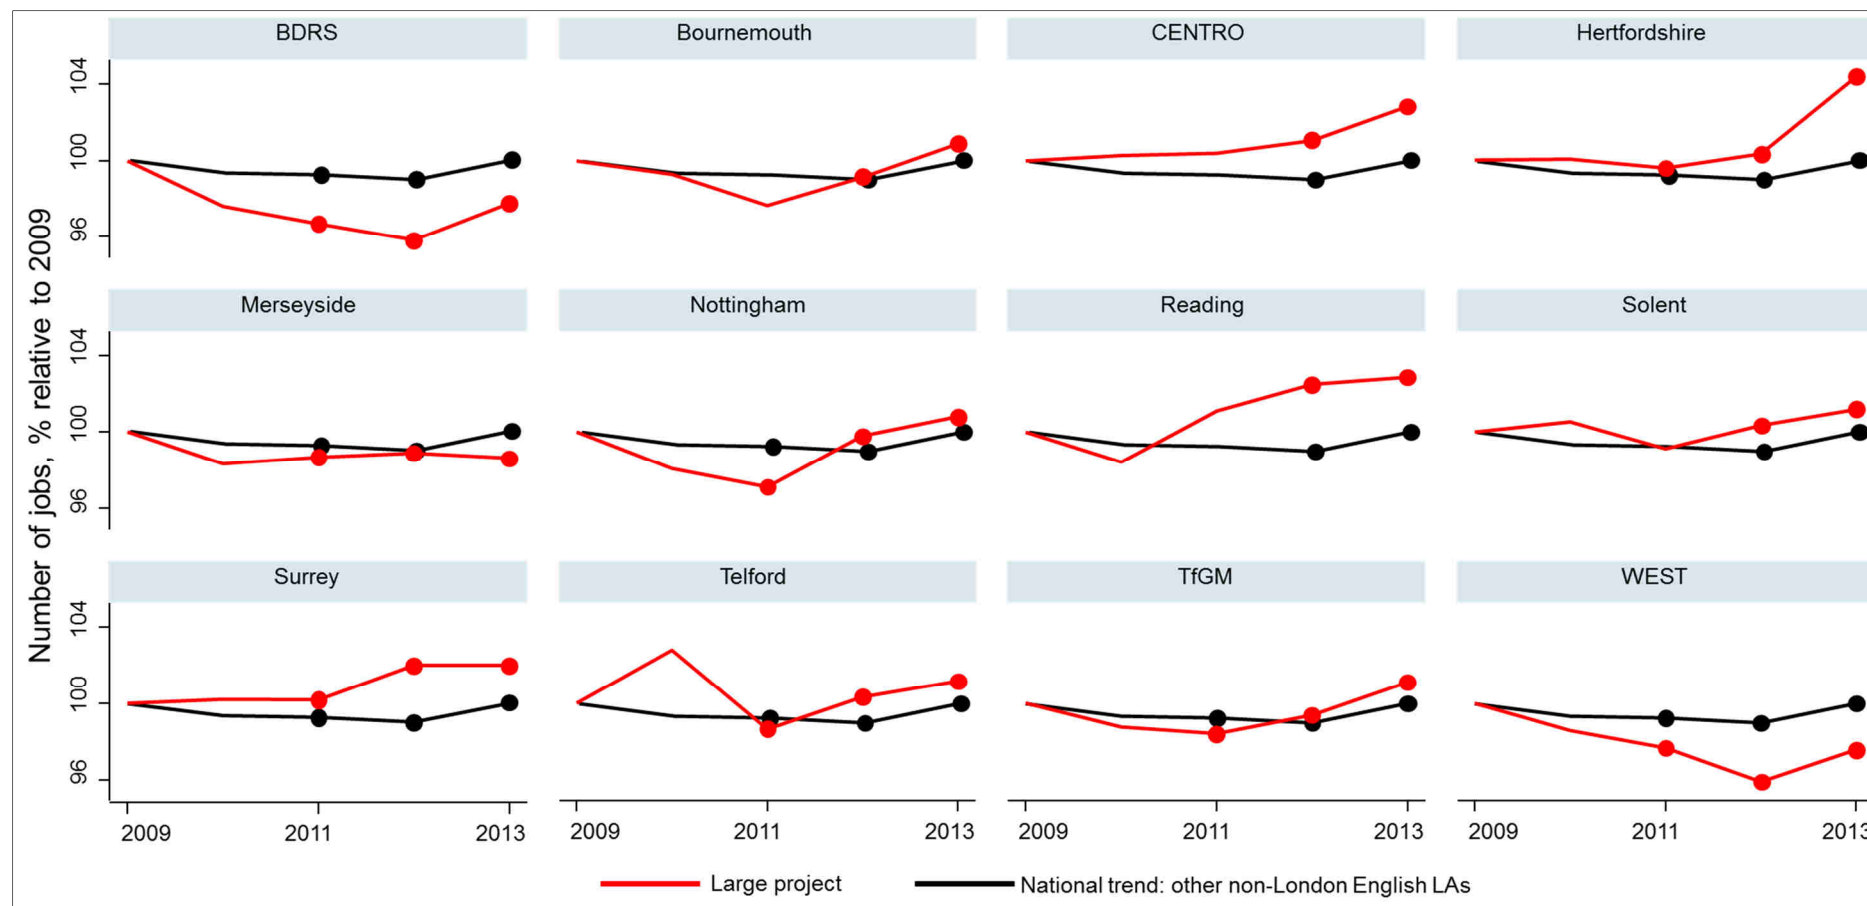 BDRS Bournemouth CENTRO Hertfordshire
104
100
96
Number of jobs, % relative to 2009
Merseyside Nottingham Reading Solent
104
100
96
Surrey Telford TfGM WEST
104
100
96
2009 2011 2013 2009 2011 2013 2009 2011 2013 2009 2011 2013
Large project National trend: other non-London English LAs